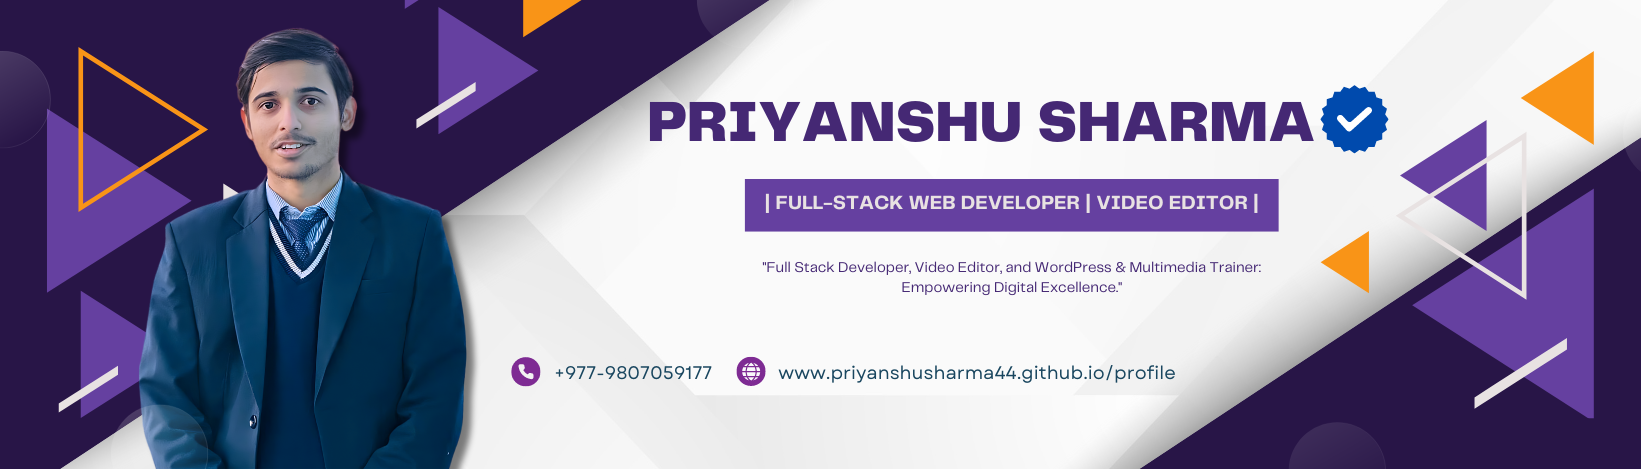 PRIYANSHU SHARMA
| FULL-STACK WEB DEVELOPER | VIDEO EDITOR |
"Full Stack Developer, Video Editor, and WordPress & Multimedia Trainer:
Empowering Digital Excellence."
+977-9807059177 www.priyanshusharma44.github.io/profile